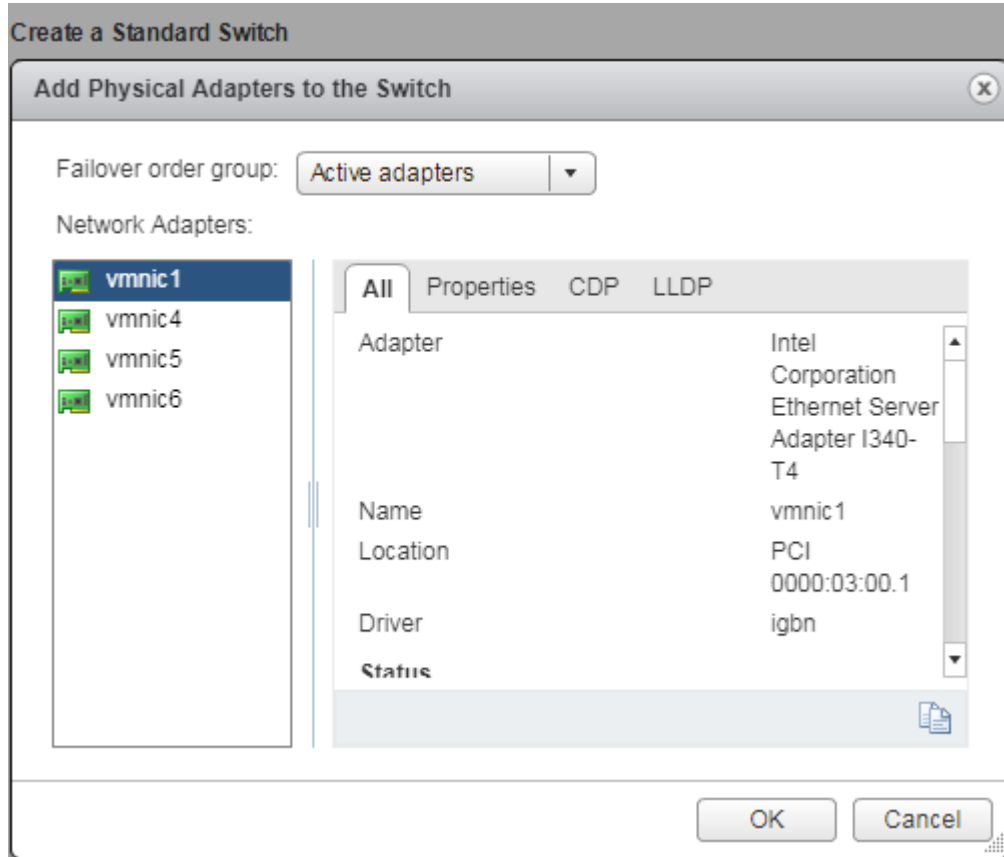 Create a Standard Switch
Add Physical Adapters to the Switch
Failover order group: Active adapters
Network Adapters:
vmnic1
vmnic4
vmnic5
vmnic6
All Properties CDP LLDP
Adapter Intel
Corporation
Ethernet Server
Adapter I340-
T4
Name vmnic1
Location PCI
0000:03:00.1
Driver igbn
Status
OK Cancel